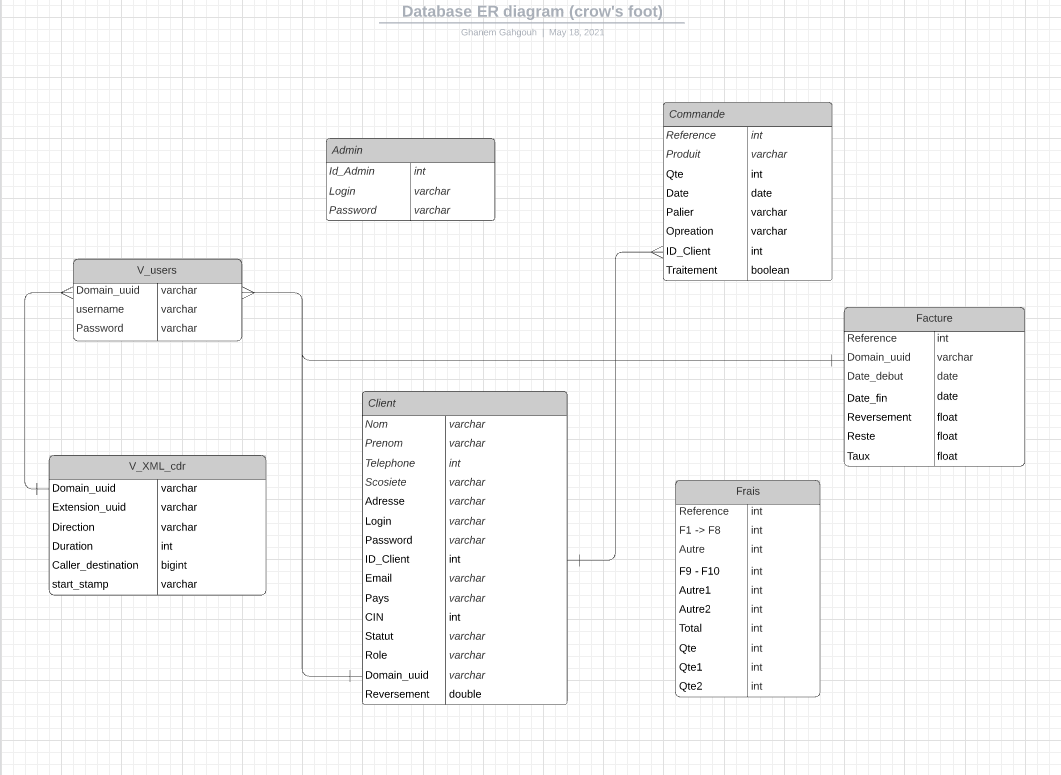 Database ER diagram (crow's foot)
Ghanem Gahgouh | May 18, 2021
Commande
Reference int
Produit varchar
Qte int
Date date
Palier varchar
Opreation varchar
ID_Client int
Traitement boolean
Admin
Id_Admin int
Login varchar
Password varchar
V_users
Domain_uuid varchar
username varchar
Password varchar
Facture
Reference int
Domain_uuid varchar
Date_debut date
Date_fin date
Reversement float
Reste float
Taux float
Client
Nom varchar
Prenom varchar
Telephone int
Scosiete varchar
Adresse varchar
Login varchar
Password varchar
ID_Client int
Email varchar
Pays varchar
CIN int
Statut varchar
Role varchar
Domain_uuid varchar
Reversement double
V_XML_cdr
Domain_uuid varchar
Extension_uuid varchar
Direction varchar
Duration int
Caller_destination bigint
start_stamp varchar
Frais
Reference int
F1 -> F8 int
Autre int
F9 - F10 int
Autre1 int
Autre2 int
Total int
Qte int
Qte1 int
Qte2 int